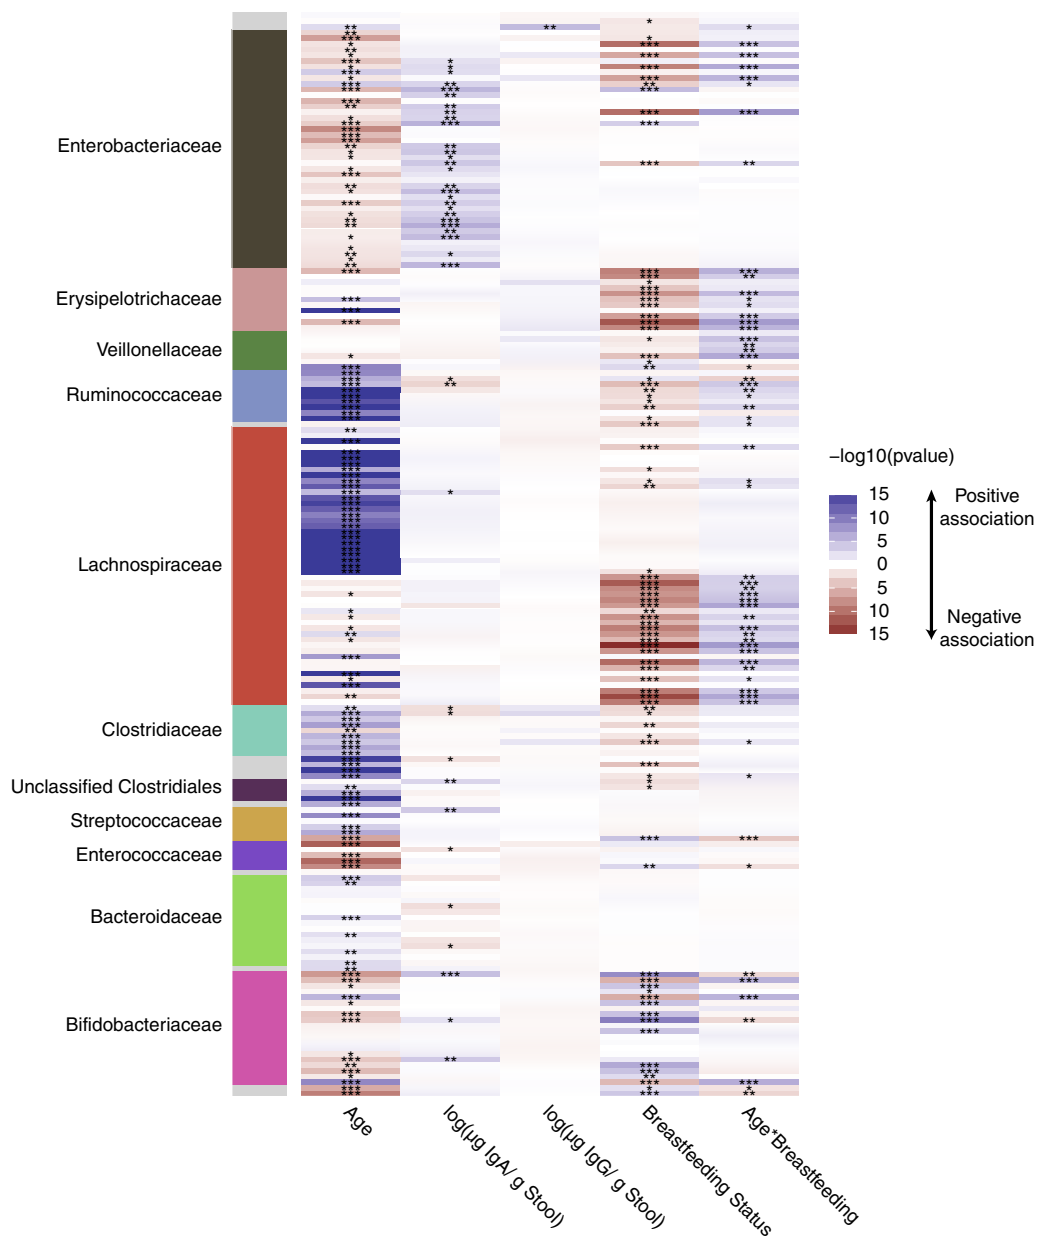 Enterobacteriaceae
Erysipelotrichaceae
Veillonellaceae
Ruminococcaceae
Lachnospiraceae
Clostridiaceae
Unclassified Clostridiales
Streptococcaceae
Enterococcaceae
Bacteroidaceae
Bifidobacteriaceae
Age
log(μg IgA/ g Stool)
log(μg IgG/ g Stool)
Breastfeeding Status
Age*Breastfeeding
−log10(pvalue)
15
10
5
0
5
10
15
Positive
association
Negative
association